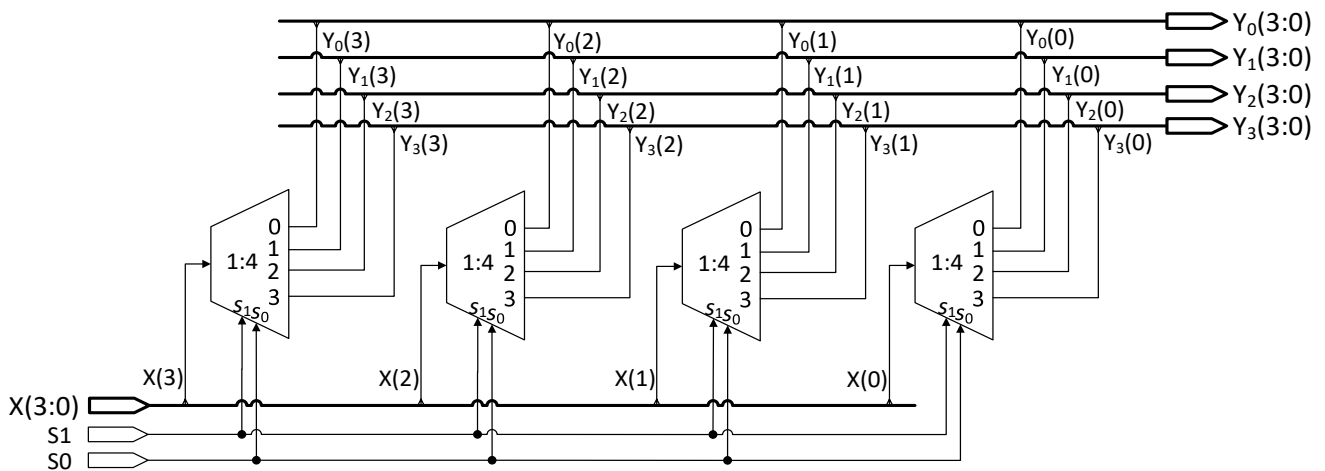 Y₀(3) Y₀(2) Y₀(1) Y₀(0) Y₀(3:0)
Y₁(3) Y₁(2) Y₁(1) Y₁(0) Y₁(3:0)
Y₂(3) Y₂(2) Y₂(1) Y₂(0) Y₂(3:0)
Y₃(3) Y₃(2) Y₃(1) Y₃(0) Y₃(3:0)
0 0 0 0
1 1 1 1
1:4 2 1:4 2 1:4 2 1:4 2
3 3 3 3
s₁s₀ s₁s₀ s₁s₀ s₁s₀
X(3) X(2) X(1) X(0)
X(3:0)
S1
S0